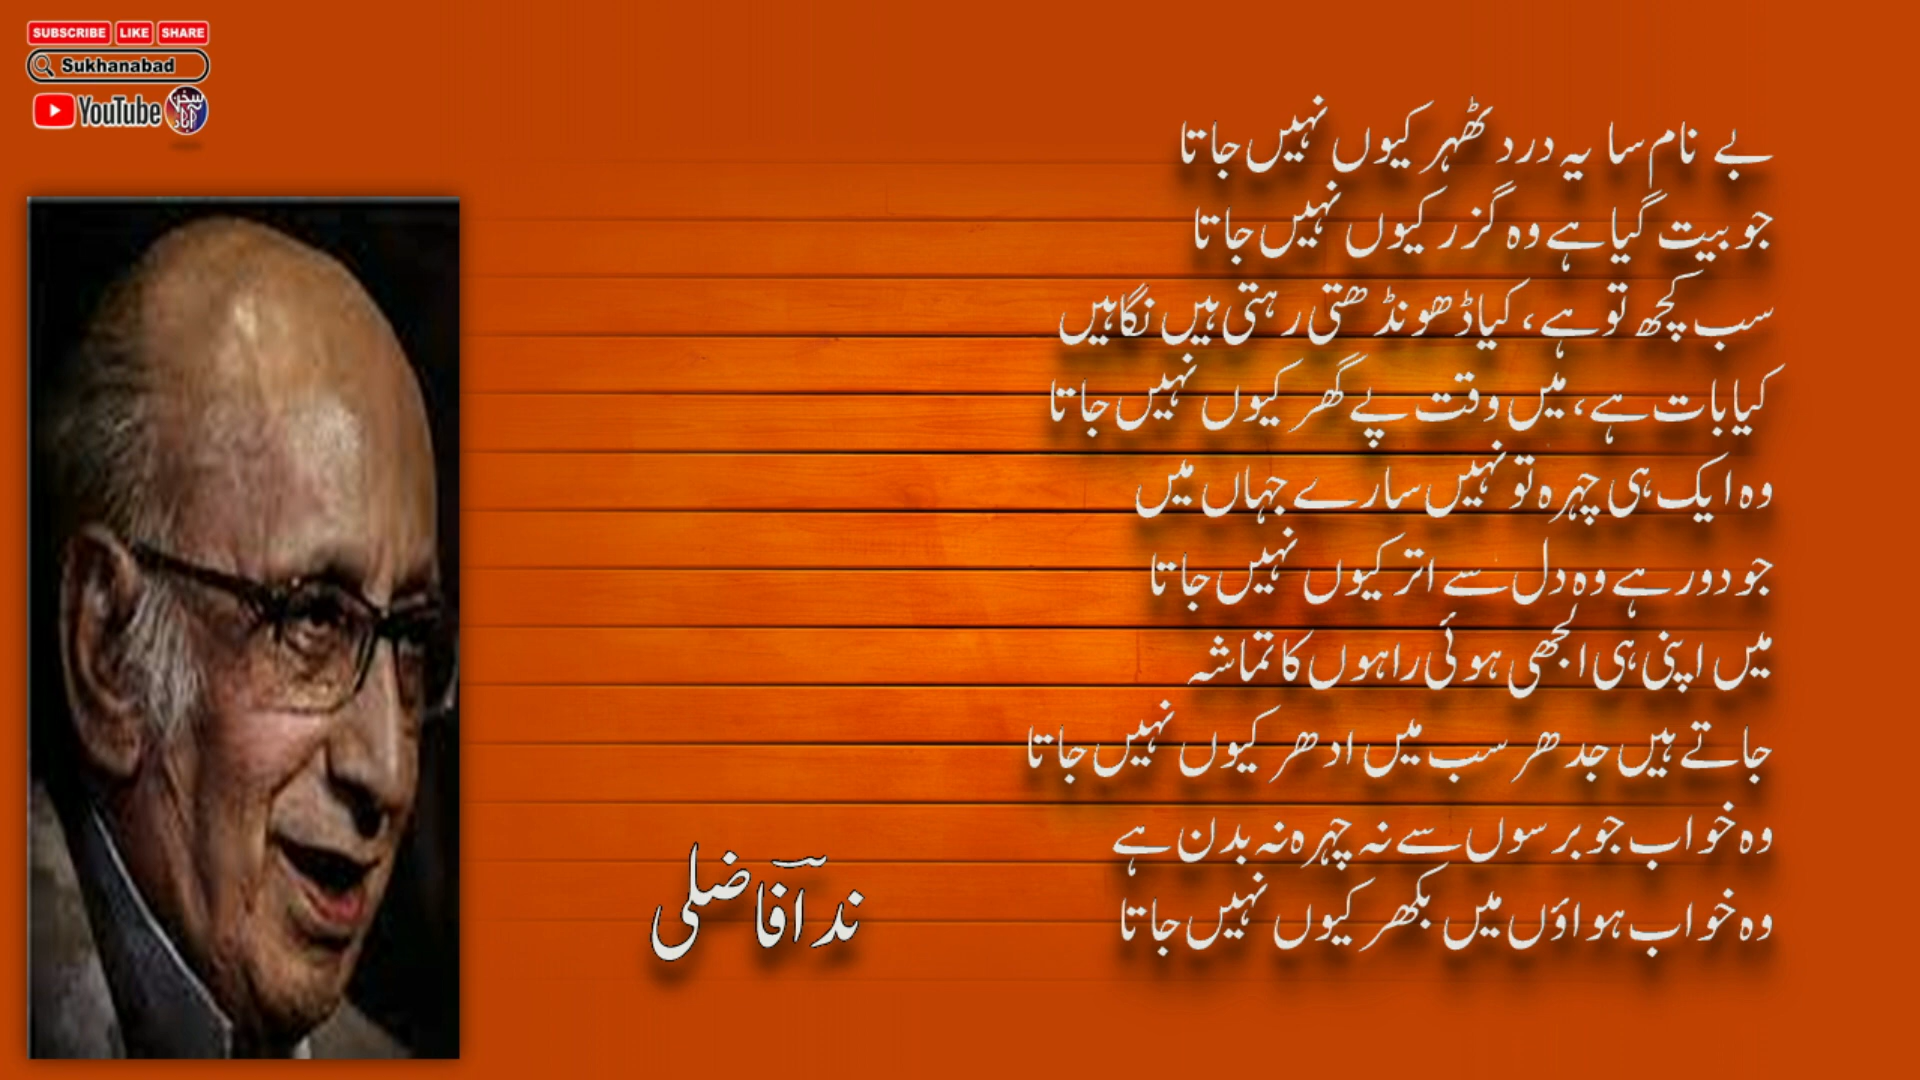 SUBSCRIBE LIKE SHARE
Sukhanabad
YouTube سخن آباد
بے نام سا یہ درد ٹھہر کیوں نہیں جاتا
جو بیت گیا ہے وہ گزر کیوں نہیں جاتا
سب کچھ تو ہے، کیا ڈھونڈھتی رہتی ہیں نگاہیں
کیا بات ہے، میں وقت پے گھر کیوں نہیں جاتا
وہ ایک ہی چہرہ تو نہیں سارے جہاں میں
جو دور ہے وہ دل سے اتر کیوں نہیں جاتا
میں اپنی ہی الجھی ہوئی راہوں کا تماشہ
جاتے ہیں جدھر سب میں ادھر کیوں نہیں جاتا
وہ خواب جو برسوں سے نہ چہرہ نہ بدن ہے
وہ خواب ہواؤں میں بکھر کیوں نہیں جاتا
ندا فاضلی